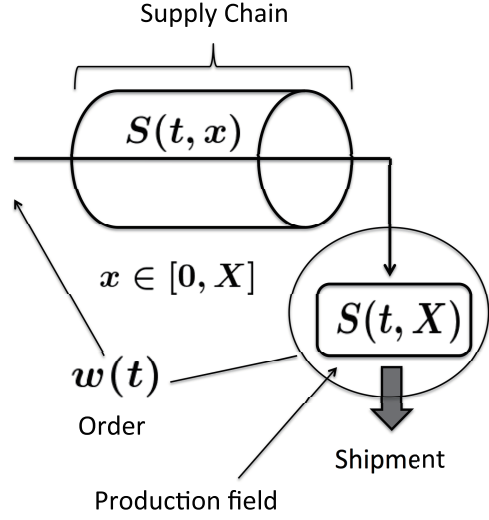 Supply Chain
S(t, x)
x ∈ [0, X]
S(t, X)
w(t)
Order
Shipment
Production field